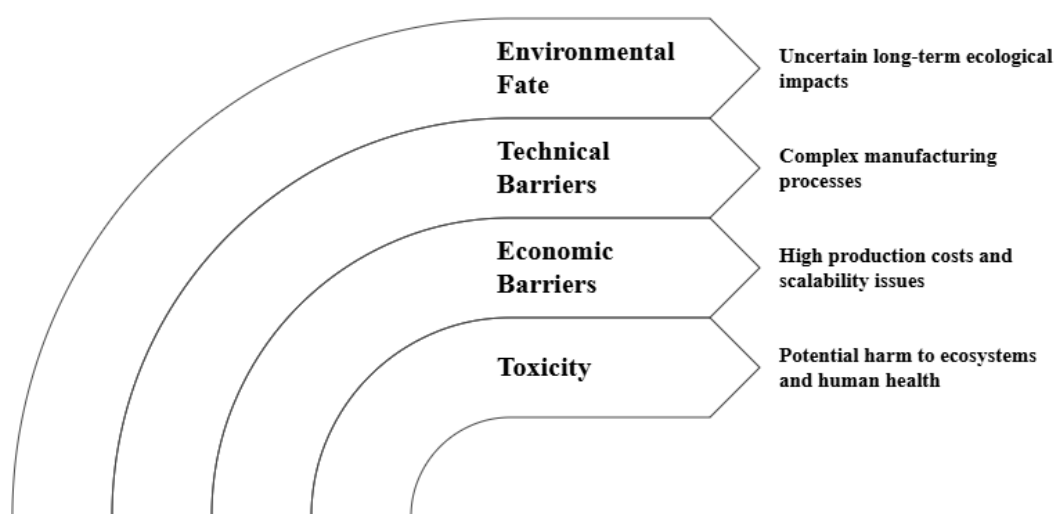 Environmental
Fate
Uncertain long-term ecological
impacts
Technical
Barriers
Complex manufacturing
processes
Economic
Barriers
High production costs and
scalability issues
Toxicity
Potential harm to ecosystems
and human health